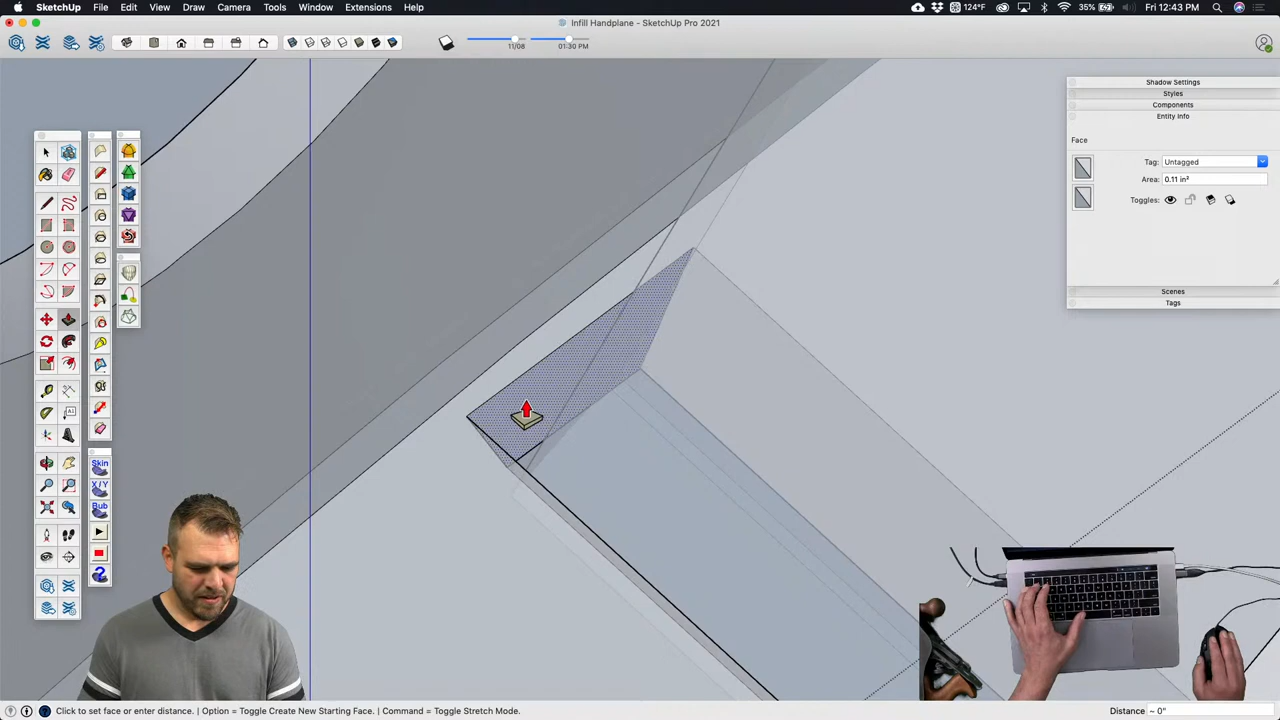 SketchUp File Edit View Draw Camera Tools Window Extensions Help
124°F 35% Fri 12:43 PM
Infill Handplane - SketchUp Pro 2021
11/08 01:30 PM
Shadow Settings
Styles
Components
Entity Info
Face
Tag: Untagged
Area: 0.11 in²
Toggles:
Scenes
Tags
Skin
X/Y
Bub
Click to set face or enter distance. | Option = Toggle Create New Starting Face. | Command = Toggle Stretch Mode.
Distance ~ 0"